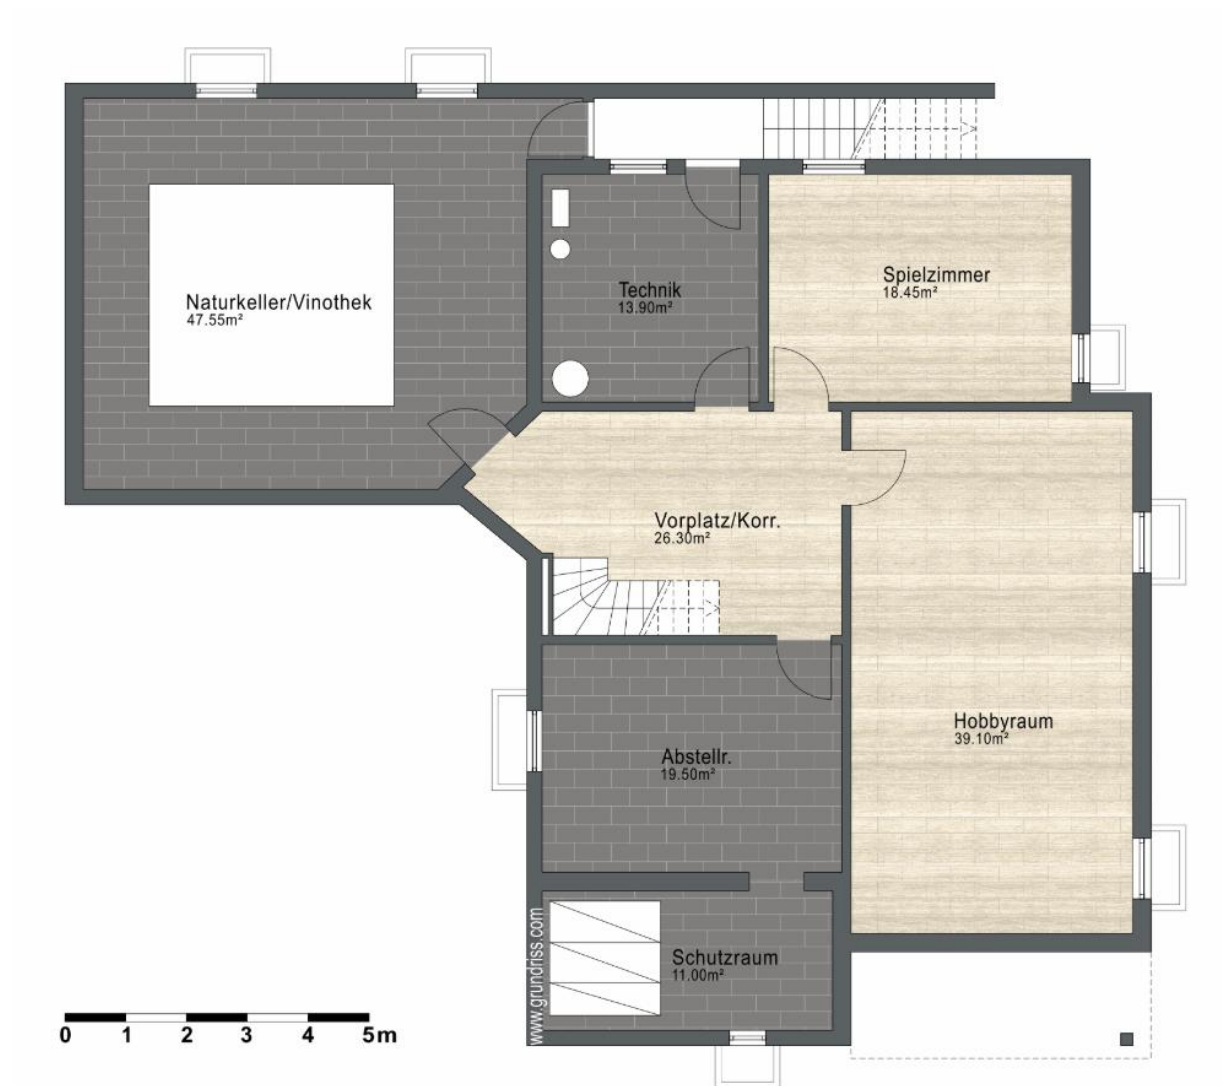 Spielzimmer
18.45m²
Technik
13.90m²
Naturkeller/Vinothek
47.55m²
Vorplatz/Korr.
26.30m²
Hobbyraum
39.10m²
Abstellr.
19.50m²
www.grundriss.com
Schutzraum
11.00m²
0 1 2 3 4 5m